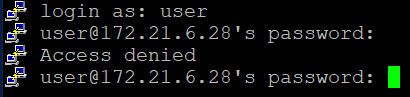 login as: user
user@172.21.6.28's password:
Access denied
user@172.21.6.28's password: